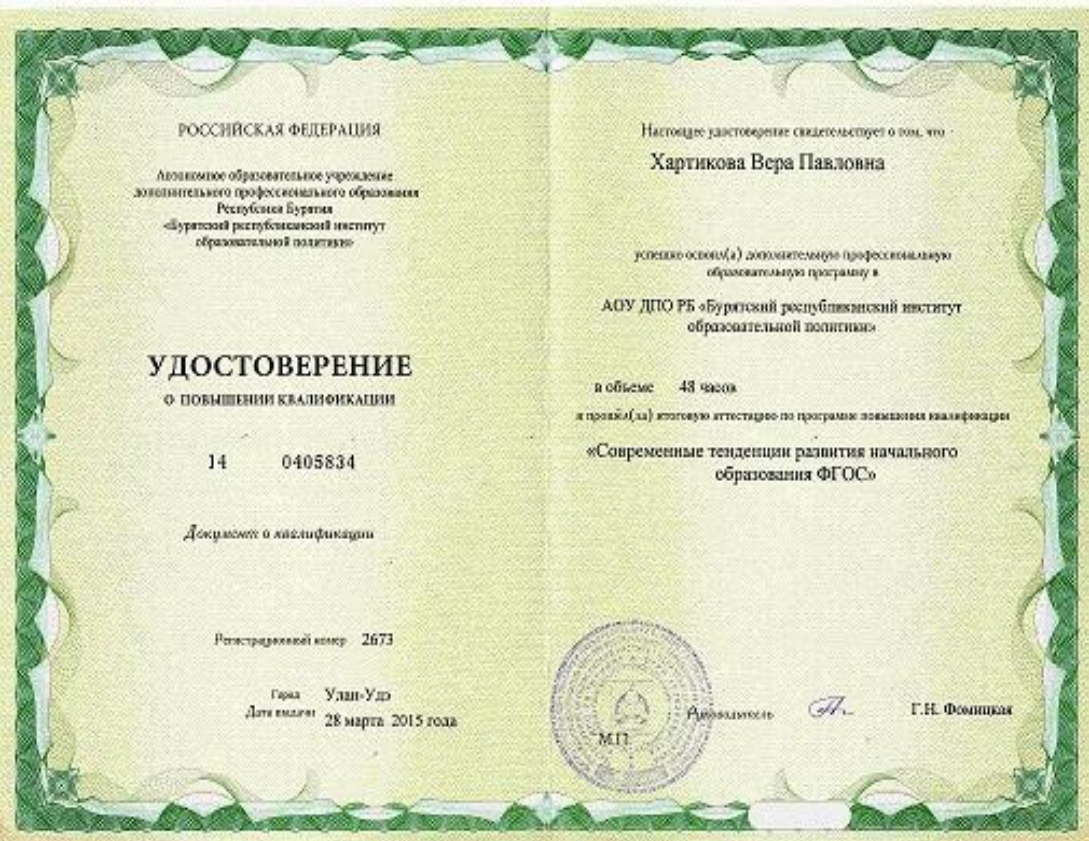 РОССИЙСКАЯ ФЕДЕРАЦИЯ
Автономное образовательное учреждение
дополнительного профессионального образования
Республики Бурятия
«Бурятский республиканский институт
образовательной политики»
УДОСТОВЕРЕНИЕ
О ПОВЫШЕНИИ КВАЛИФИКАЦИИ
14 0405834
Документ о квалификации
Регистрационный номер 2673
Город Улан-Удэ
Дата выдачи 28 марта 2015 года
Настоящее удостоверение свидетельствует о том, что
Хартикова Вера Павловна
успешно освоил(а) дополнительную профессиональную
образовательную программу в
АОУ ДПО РБ «Бурятский республиканский институт
образовательной политики»
в объеме 48 часов
и прошёл(ла) итоговую аттестацию по программе повышения квалификации
«Современные тенденции развития начального
образования ФГОС»
Руководитель Г.Н. Фомицкая
М.П.